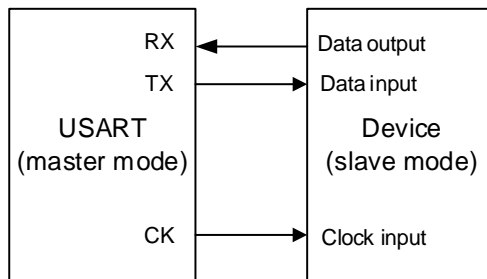 RX
Data output
TX
Data input
USART
(master mode)
Device
(slave mode)
CK
Clock input